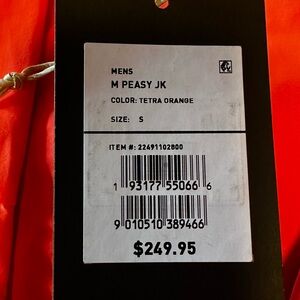 MENS
M PEASY JK
COLOR: TETRA ORANGE
SIZE: S
ITEM #: 22491102800
1 93177 55066 6
9 010510 389466
$249.95